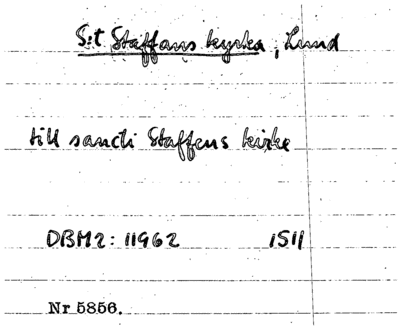 S:t Staffans kyrka, Lund
till sancti Staffens kirke
DBM2: 11962 1511
Nr 5856.